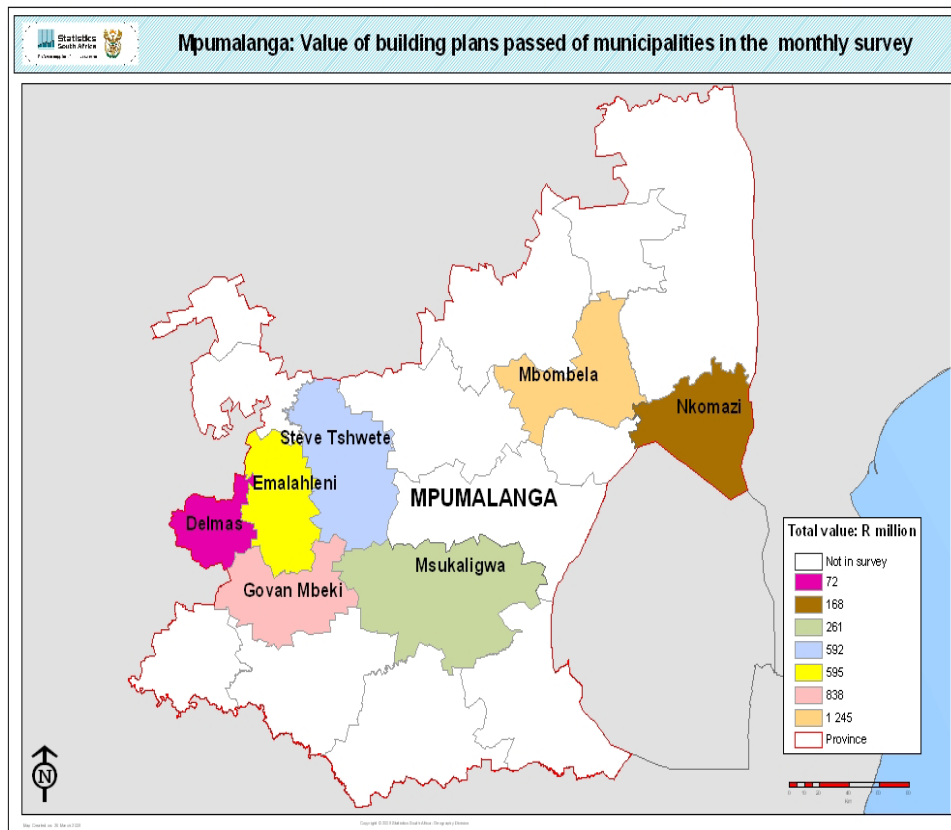 Statistics
South Africa
Mpumalanga: Value of building plans passed of municipalities in the  monthly survey
Mbombela
Nkomazi
Steve Tshwete
Emalahleni
MPUMALANGA
Delmas
Msukaligwa
Govan Mbeki
Total value: R million
Not in survey
72
168
261
592
595
838
1 245
Province
N